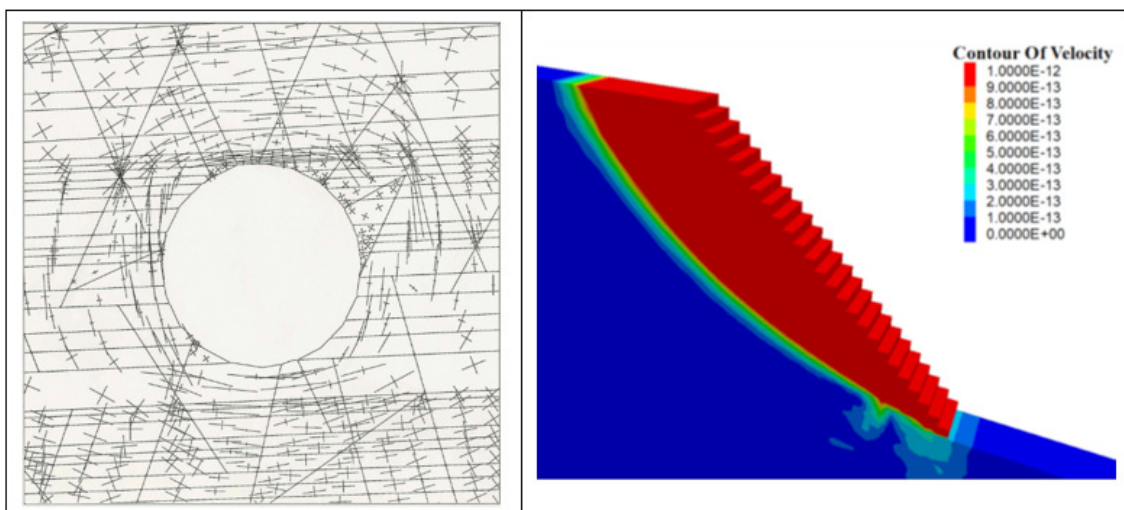 Contour Of Velocity
1.0000E-12
9.0000E-13
8.0000E-13
7.0000E-13
6.0000E-13
5.0000E-13
4.0000E-13
3.0000E-13
2.0000E-13
1.0000E-13
0.0000E+00